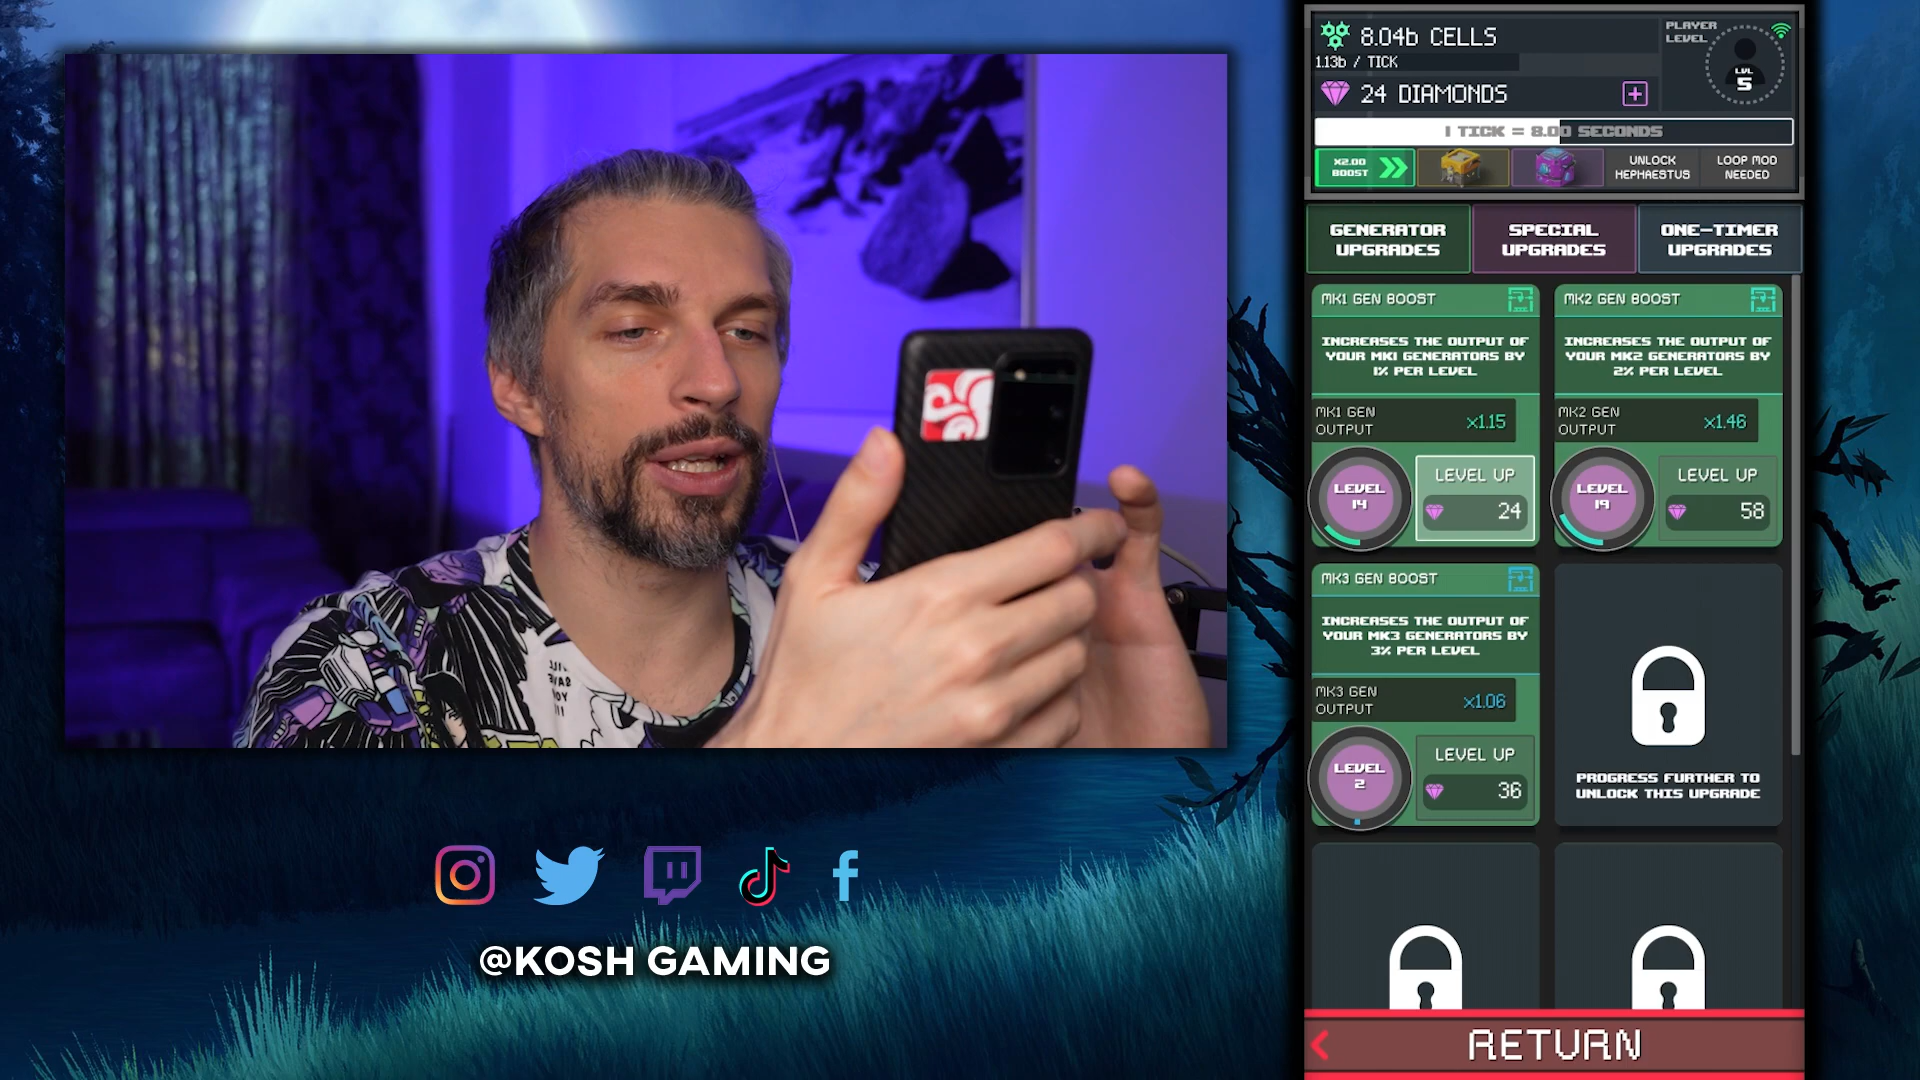 8.04b CELLS
1.13b / TICK
24 DIAMONDS
PLAYER
LEVEL
LVL
5
1 TICK = 8.00 SECONDS
X2.00
BOOST
UNLOCK
HEPHAESTUS
LOOP MOD
NEEDED
GENERATOR
UPGRADES
SPECIAL
UPGRADES
ONE-TIMER
UPGRADES
MK1 GEN BOOST
INCREASES THE OUTPUT OF
YOUR MK1 GENERATORS BY
1% PER LEVEL
MK1 GEN
OUTPUT
x1.15
LEVEL
14
LEVEL UP
24
MK2 GEN BOOST
INCREASES THE OUTPUT OF
YOUR MK2 GENERATORS BY
2% PER LEVEL
MK2 GEN
OUTPUT
x1.46
LEVEL
19
LEVEL UP
58
MK3 GEN BOOST
INCREASES THE OUTPUT OF
YOUR MK3 GENERATORS BY
3% PER LEVEL
MK3 GEN
OUTPUT
x1.06
LEVEL
2
LEVEL UP
36
PROGRESS FURTHER TO
UNLOCK THIS UPGRADE
RETURN
@KOSH GAMING